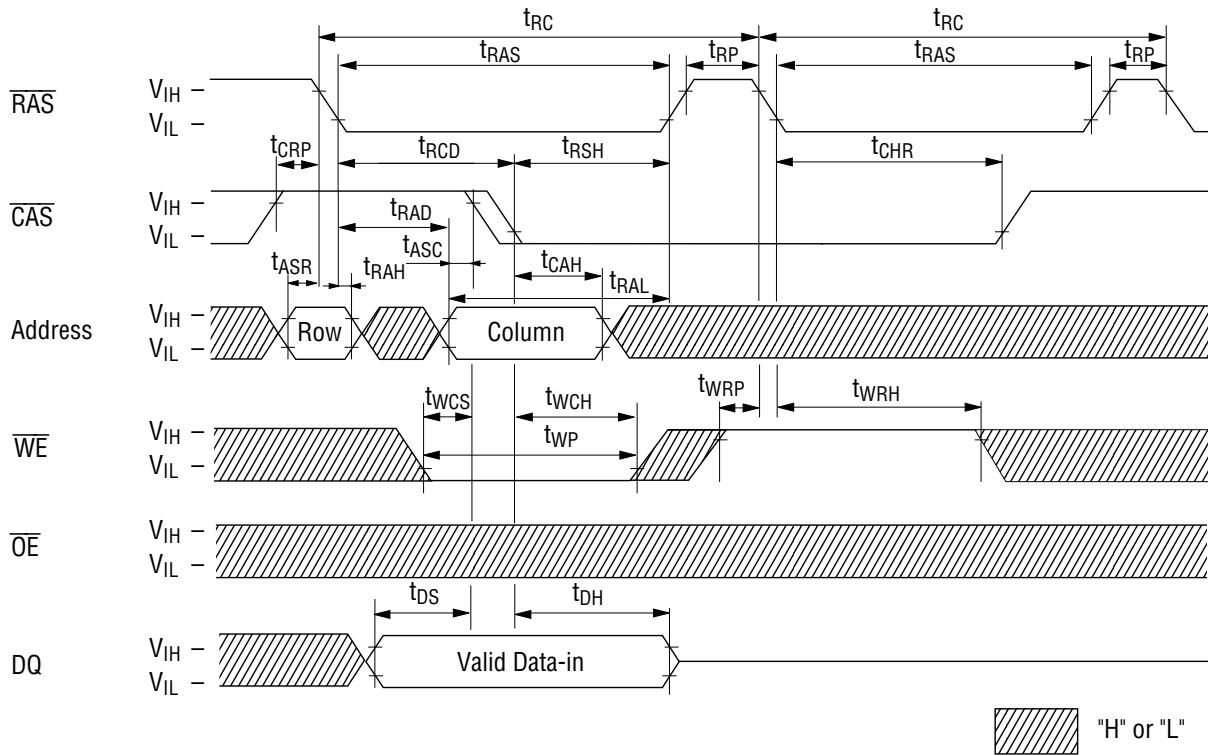 tRC tRC
tRAS tRP tRAS tRP
RAS VIH –
VIL –
tCRP tRCD tRSH tCHR
CAS VIH –
VIL –
tRAD
tASC
tASR tRAH tCAH
tRAL
Address VIH –
VIL –
Row Column
tWCS tWCH tWRP tWRH
tWP
WE VIH –
VIL –
OE VIH –
VIL –
tDS tDH
DQ VIH –
VIL –
Valid Data-in
"H" or "L"